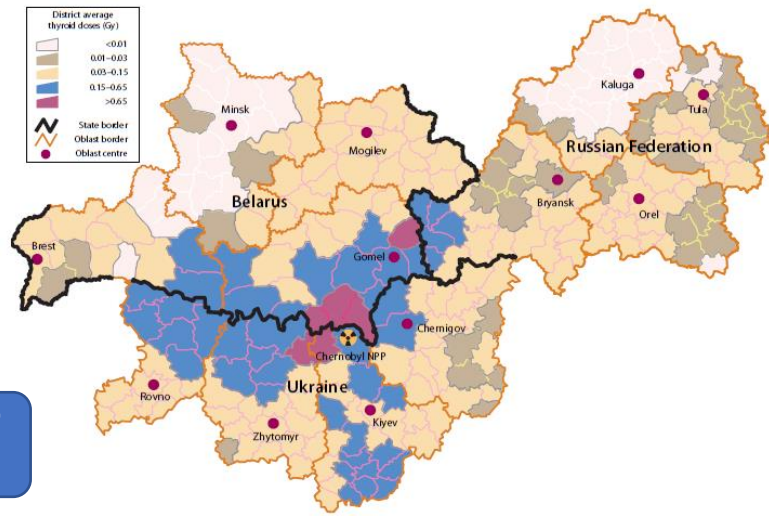 District average
thyroid doses (Gy)
<0.01
0.01–0.03
0.03–0.15
0.15–0.65
>0.65
State border
Oblast border
Oblast centre
Minsk
Mogilev
Belarus
Brest
Gomel
Kaluga
Tula
Russian Federation
Bryansk
Orel
Chernigov
Chernobyl NPP
Ukraine
Rovno
Zhytomyr
Kiyev